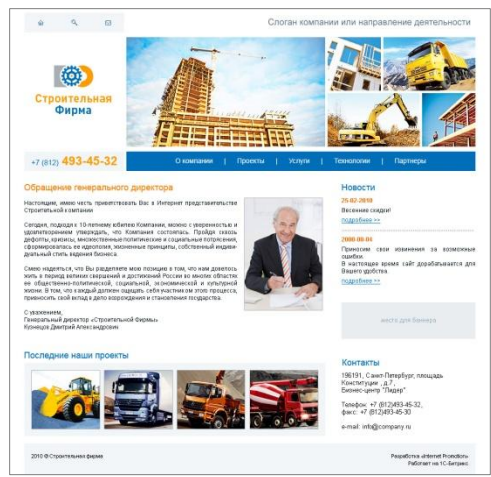 Слоган компании или направление деятельности
Строительная
Фирма
+7 (812) 493-45-32
О компании | Проекты | Услуги | Технологии | Партнеры
Обращение генерального директора
Настоящим, имею честь приветствовать Вас в Интернет представительстве
Строительной компании
Сегодня, подходя к 10-летнему юбилею Компании, можно с уверенностью и
удовлетворением утверждать, что Компания состоялась. Пройдя сквозь
дефолты, кризисы, множественные политические и социальные потрясения,
сформировалась ее идеология, жизненные принципы, собственный индиви-
дуальный стиль ведения бизнеса.
Смею надеяться, что Вы разделяете мою позицию в том, что нам довелось
жить в период великих свершений и достижений России во многих областях
ее общественно-политической, социальной, экономической и культурной
жизни. В том, что каждый должен ощущать себя участником этого процесса,
привносить свой вклад в дело возрождения и становления государства.
С уважением,
Генеральный директор «Строительной Фирмы»
Кузнецов Дмитрий Александрович
Новости
25-02-2010
Весенние скидки!
подробнее >>
2008-08-04
Приносим свои извинения за возможные
ошибки.
В настоящее время сайт дорабатывается для
Вашего удобства.
подробнее >>
место для баннера
Последние наши проекты
Контакты
196191, Санкт-Петербург, площадь
Конституции , д.7 ,
Бизнес-центр "Лидер"
Телефон: +7 (812)493-45-32,
факс: +7 (812)493-45-30
e-mail: info@company.ru
2010 © Строительная фирма
Разработка «Internet Promotion»
Работает на 1С-Битрикс